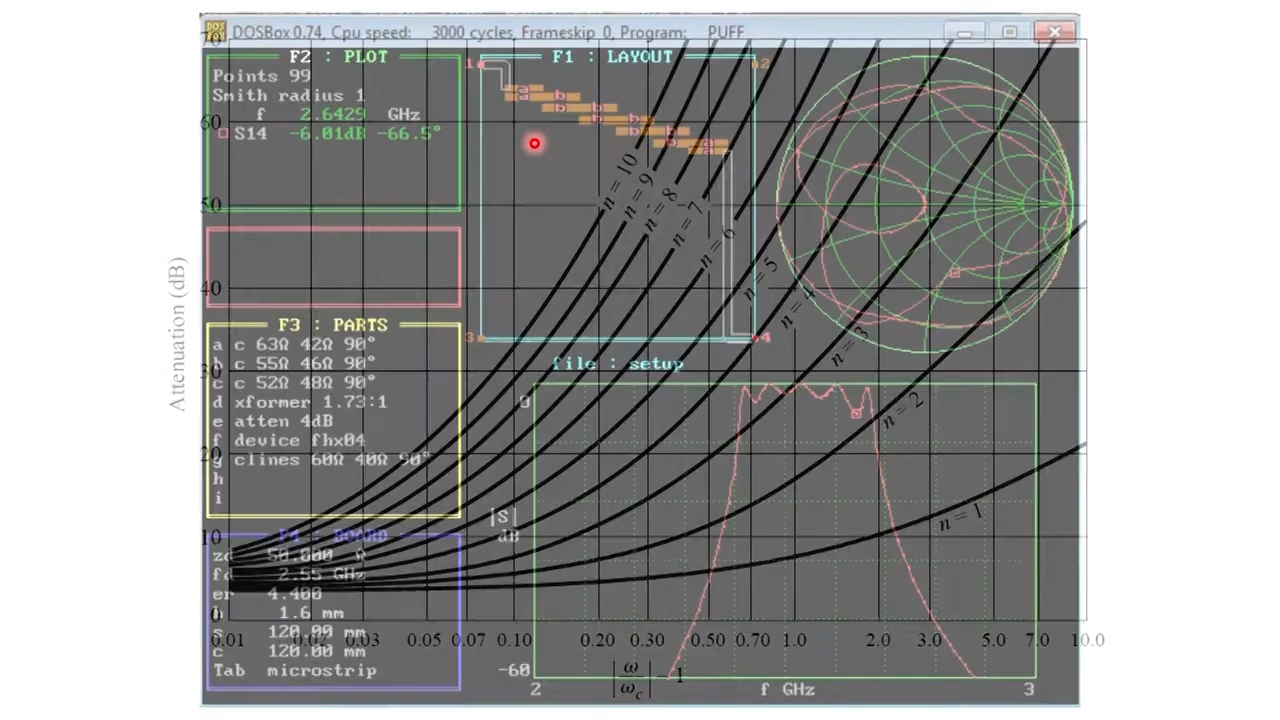 DOSBox 0.74, Cpu speed: 3000 cycles, Frameskip 0, Program: PUFF
F2 : PLOT
Points 99
Smith radius 1
f 2.6429 GHz
S14 -6.01dB -66.5°
F1 : LAYOUT
1
2
3
4
a
a
b
b
b
b
b
b
b
a
a
F3 : PARTS
a c 63Ω 42Ω 90°
b c 55Ω 46Ω 90°
c c 52Ω 48Ω 90°
d xformer 1.73:1
e atten 4dB
f device fhx04
g clines 60Ω 40Ω 90°
h
i
F4 : BOARD
zd 50.000 Ω
fd 2.55 GHz
er 4.400
h 1.6 mm
s 120.00 mm
c 120.00 mm
Tab microstrip
file : setup
0
|S|
dB
-60
2
f GHz
3
Attenuation (dB)
70
60
50
40
30
20
10
0
n = 10
n = 9
n = 8
n = 7
n = 6
n = 5
n = 4
n = 3
n = 2
n = 1
0.01 0.02 0.03 0.05 0.07 0.10 0.20 0.30 0.50 0.70 1.0 2.0 3.0 5.0 7.0 10.0
|ω/ωc| − 1